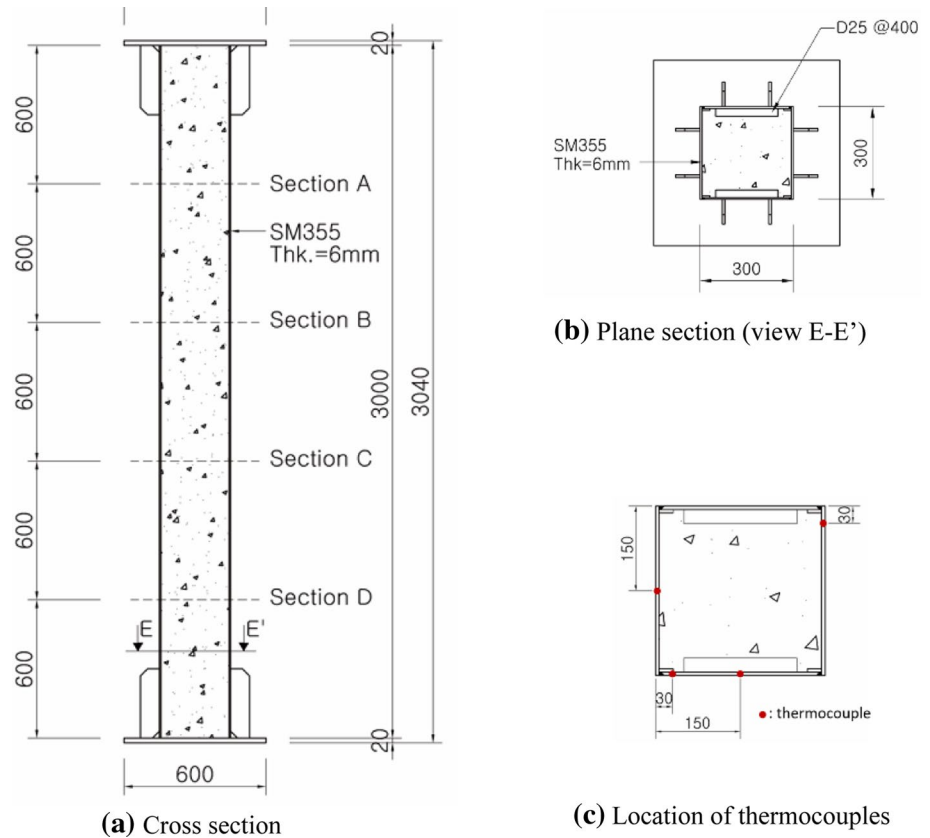 600
600
600
600
600
Section A
SM355
Thk.=6mm
Section B
Section C
Section D
E
E'
20
3000
3040
20
600
(a) Cross section
D25 @400
SM355
Thk=6mm
300
300
(b) Plane section (view E-E’)
150
30
30
150
: thermocouple
(c) Location of thermocouples